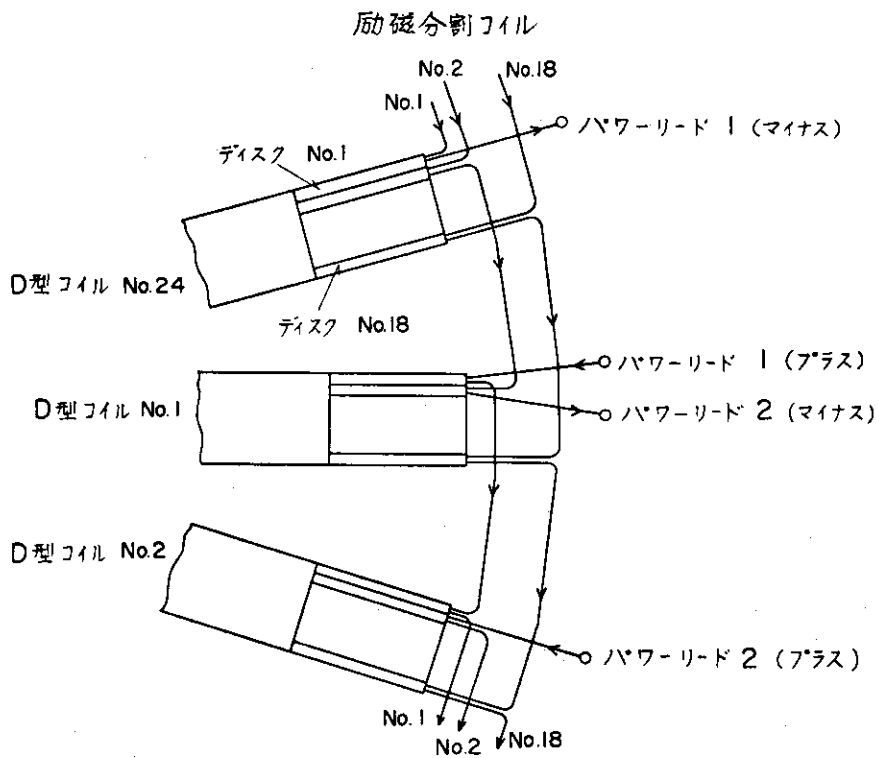 励磁分割コイル
No.1
No.2
No.18
パワーリード 1 (マイナス)
ディスク No.1
D型コイル No.24
ディスク No.18
パワーリード 1 (プラス)
D型コイル No.1
パワーリード 2 (マイナス)
D型コイル No.2
パワーリード 2 (プラス)
No.1
No.2
No.18